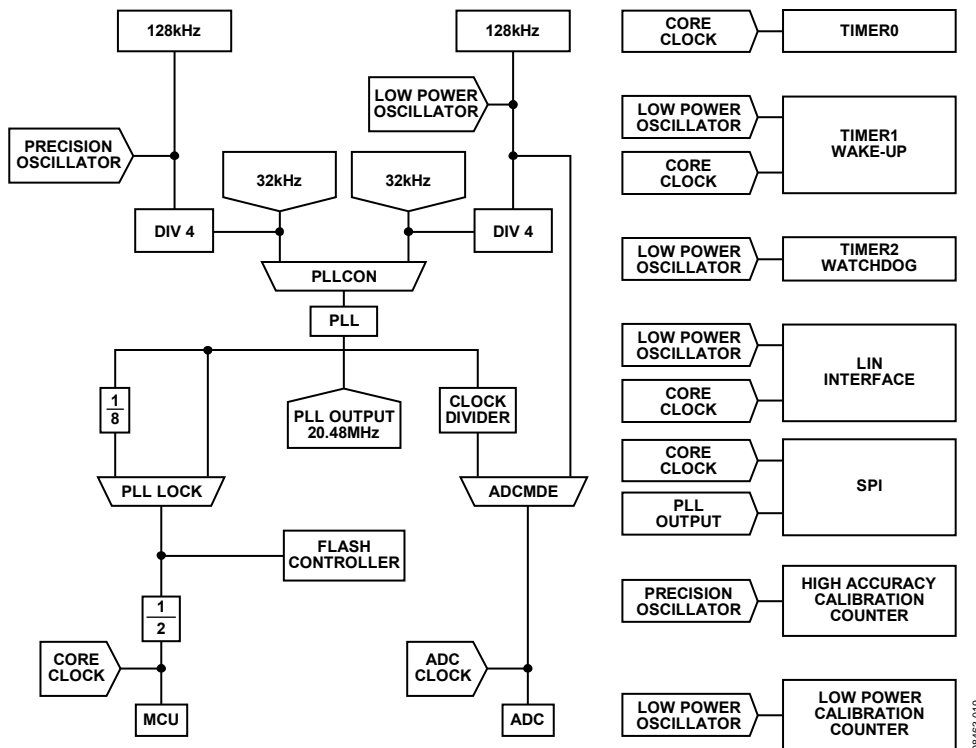 128kHz
128kHz
LOW POWER
OSCILLATOR
PRECISION
OSCILLATOR
32kHz
32kHz
DIV 4
DIV 4
PLLCON
PLL
1
8
PLL OUTPUT
20.48MHz
CLOCK
DIVIDER
PLL LOCK
ADCMDE
FLASH
CONTROLLER
1
2
CORE
CLOCK
ADC
CLOCK
MCU
ADC
CORE
CLOCK
TIMER0
LOW POWER
OSCILLATOR
CORE
CLOCK
TIMER1
WAKE-UP
LOW POWER
OSCILLATOR
TIMER2
WATCHDOG
LOW POWER
OSCILLATOR
CORE
CLOCK
LIN
INTERFACE
CORE
CLOCK
PLL
OUTPUT
SPI
PRECISION
OSCILLATOR
HIGH ACCURACY
CALIBRATION
COUNTER
LOW POWER
OSCILLATOR
LOW POWER
CALIBRATION
COUNTER